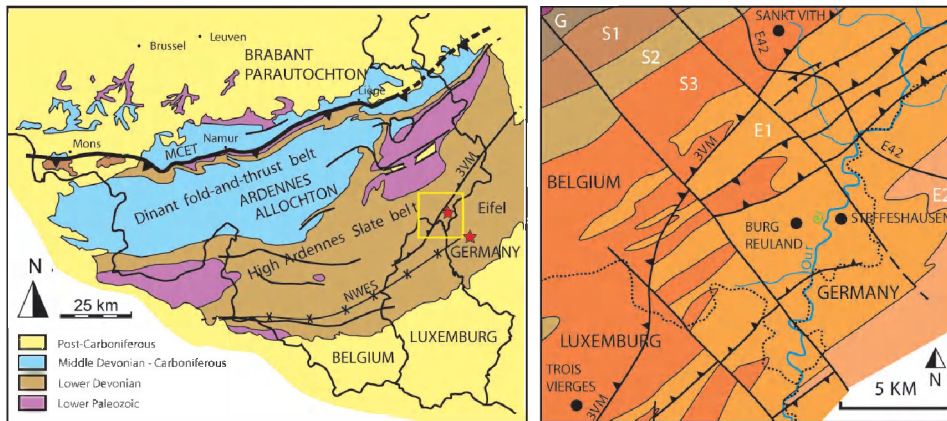 Brussel
Leuven
BRABANT
PARAUTOCHTON
Liège
Mons
Namur
MCET
Dinant fold-and-thrust belt
ARDENNES
ALLOCHTON
High Ardennes Slate belt
3VM
Eifel
GERMANY
NWES
N
25 km
LUXEMBURG
BELGIUM
Post-Carboniferous
Middle Devonian - Carboniferous
Lower Devonian
Lower Paleozoic
G
S1
S2
S3
SANKT VITH
E42
E1
3VM
E42
BELGIUM
E2
BURG
REULAND
STEFFESHAUSEN
Our
GERMANY
LUXEMBURG
TROIS
VIERGES
3VM
N
5 KM